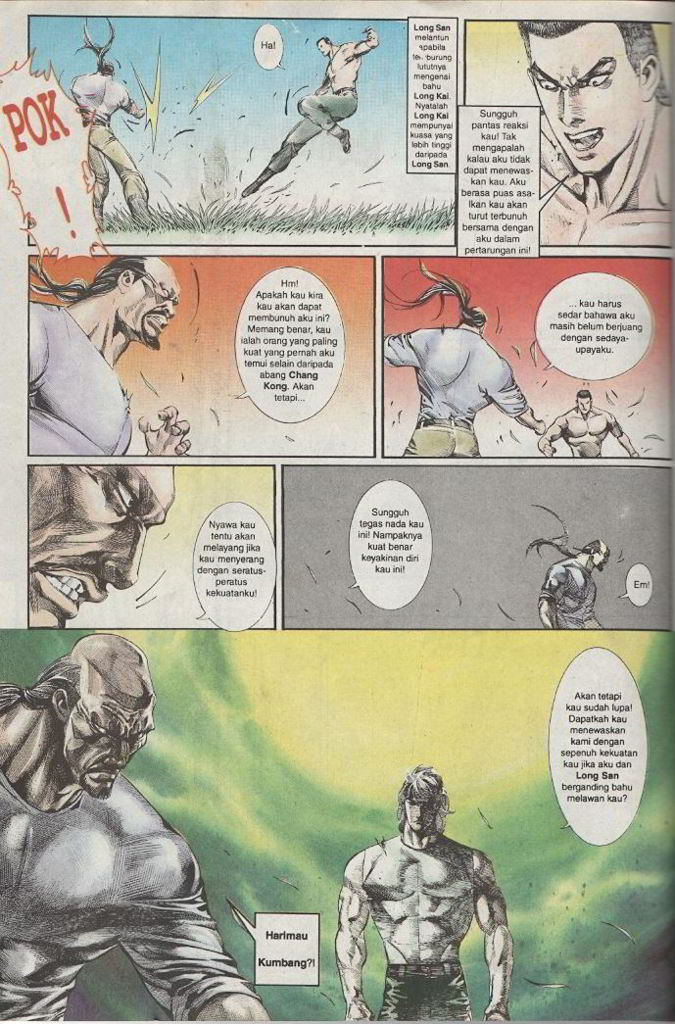 POK
!
Ha!
Long San
melantun
apabila
burung
lututnya
mengenai
bahu
Long Kai.
Nyatalah
Long Kai
mempunyai
kuasa yang
lebih tinggi
daripada
Long San.
Sungguh
pantas reaksi
kau! Tak
mengapalah
kalau aku tidak
dapat menewas-
kan kau. Aku
berasa puas asa-
lkan kau akan
turut terbunuh
bersama dengan
aku dalam
pertarungan ini!
Hm!
Apakah kau kira
kau akan dapat
membunuh aku ini?
Memang benar, kau
ialah orang yang paling
kuat yang pernah aku
temui selain daripada
abang Chang
Kong. Akan
tetapi...
... kau harus
sedar bahawa aku
masih belum berjuang
dengan sedaya-
upayaku.
Nyawa kau
tentu akan
melayang jika
kau menyerang
dengan seratus-
peratus
kekuatanku!
Sungguh
tegas nada kau
ini! Nampaknya
kuat benar
keyakinan diri
kau ini!
Em!
Akan tetapi
kau sudah lupa!
Dapatkah kau
menewaskan
kami dengan
sepenuh kekuatan
kau jika aku dan
Long San
berganding bahu
melawan kau?
Harimau
Kumbang?!